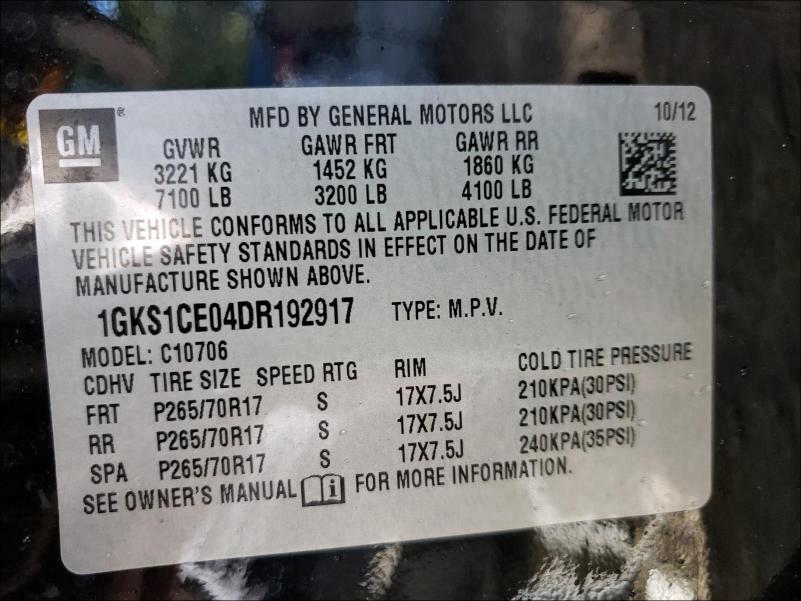 GM®
MFD BY GENERAL MOTORS LLC 10/12
GVWR GAWR FRT GAWR RR
3221 KG 1452 KG 1860 KG
7100 LB 3200 LB 4100 LB
THIS VEHICLE CONFORMS TO ALL APPLICABLE U.S. FEDERAL MOTOR
VEHICLE SAFETY STANDARDS IN EFFECT ON THE DATE OF
MANUFACTURE SHOWN ABOVE.
1GKS1CE04DR192917 TYPE: M.P.V.
MODEL: C10706
CDHV TIRE SIZE SPEED RTG RIM COLD TIRE PRESSURE
FRT P265/70R17 S 17X7.5J 210KPA(30PSI)
RR P265/70R17 S 17X7.5J 210KPA(30PSI)
SPA P265/70R17 S 17X7.5J 240KPA(35PSI)
SEE OWNER'S MANUAL i FOR MORE INFORMATION.